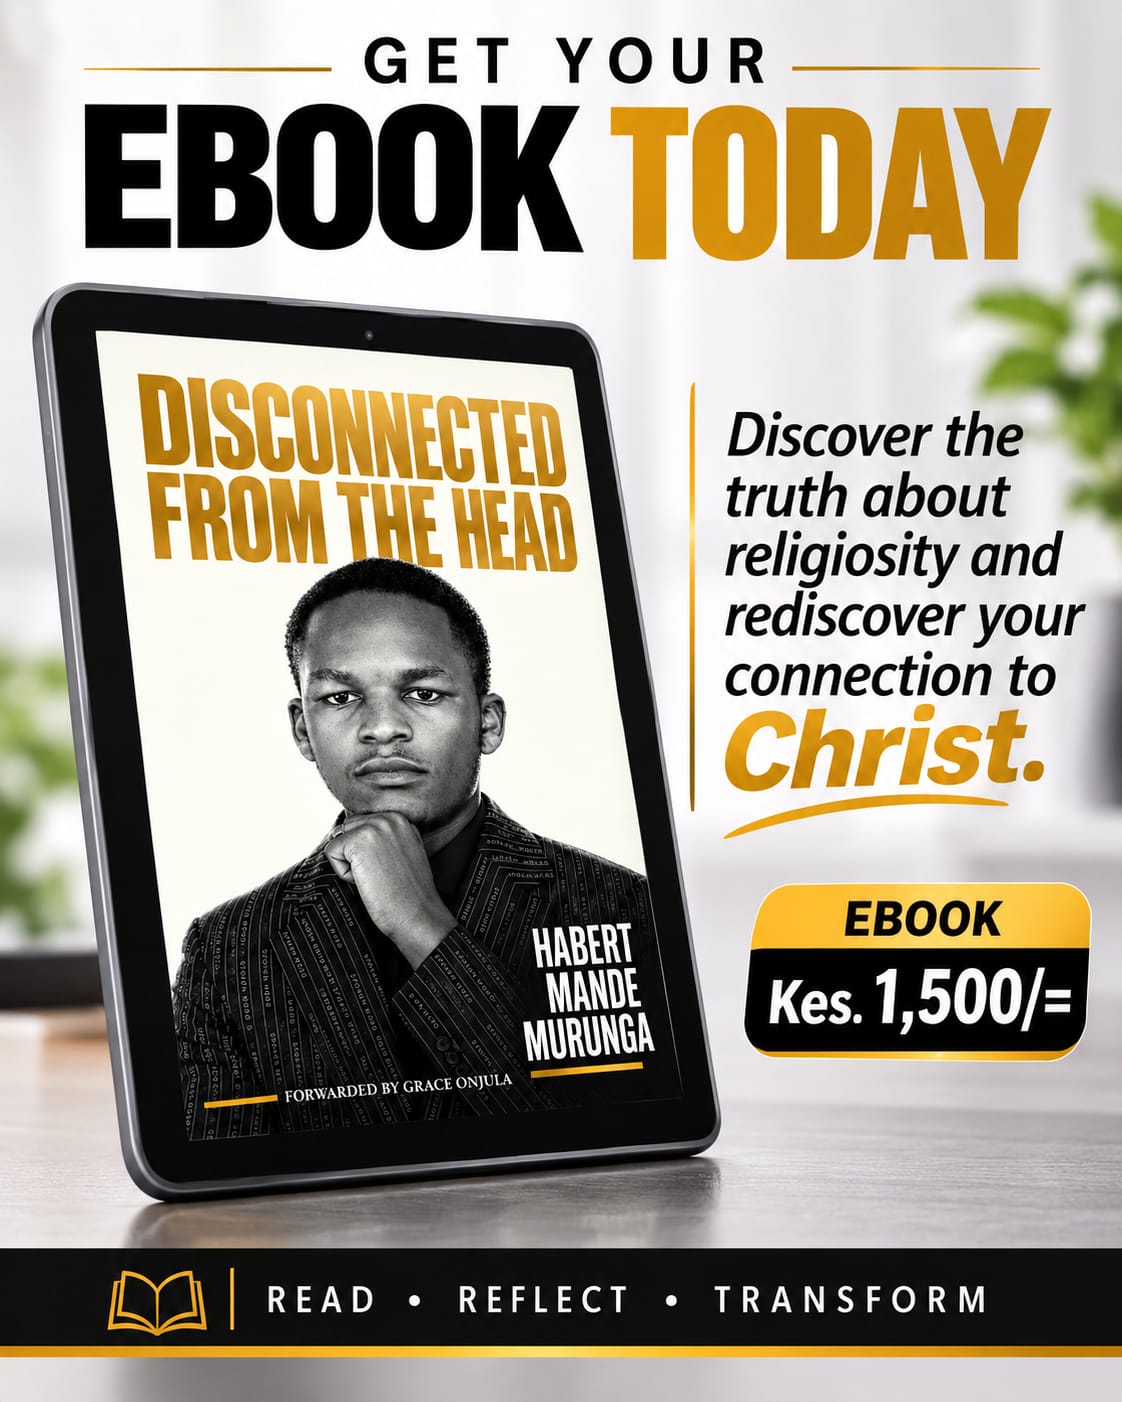 GET YOUR
EBOOK TODAY
DISCONNECTED
FROM THE HEAD
HABERT
MANDE
MURUNGA
FORWARDED BY GRACE ONJULA
Discover the
truth about
religiosity and
rediscover your
connection to
Christ.
EBOOK
Kes. 1,500/=
READ • REFLECT • TRANSFORM